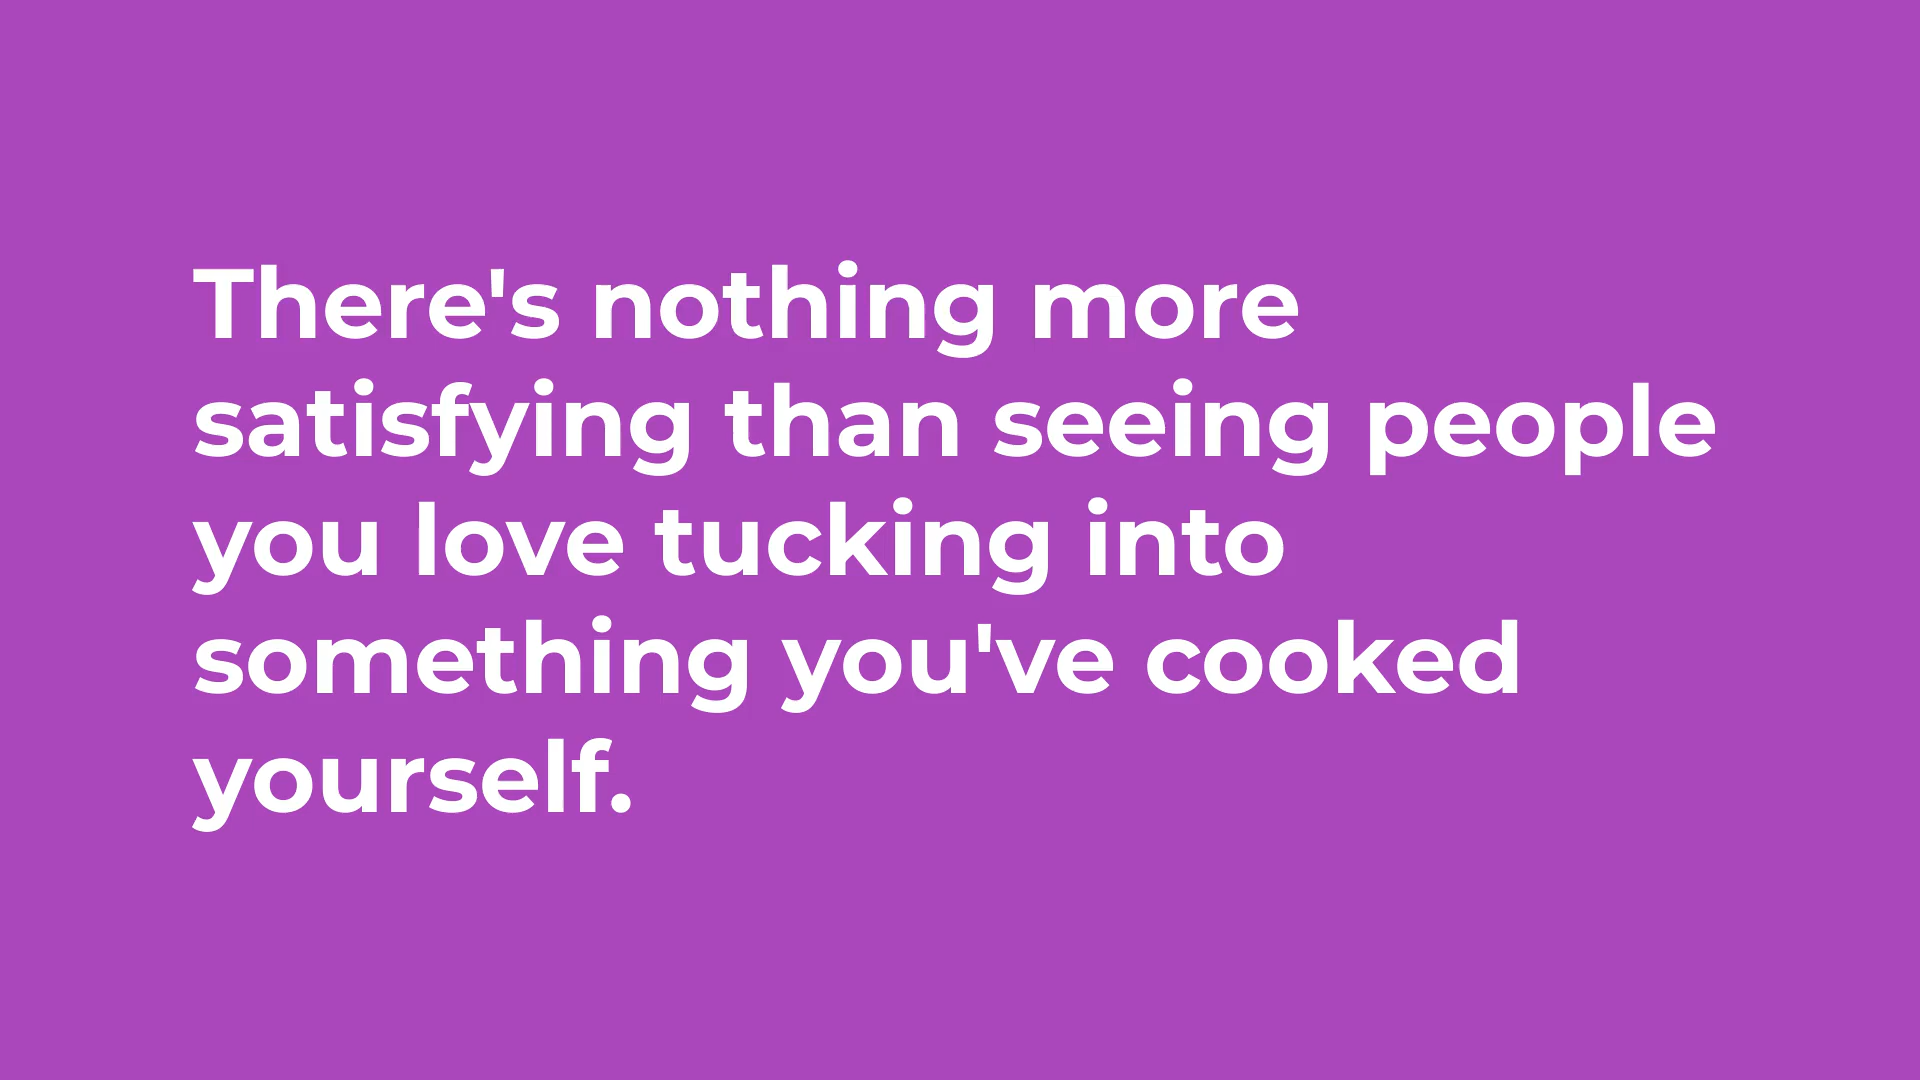 There's nothing more
satisfying than seeing people
you love tucking into
something you've cooked
yourself.